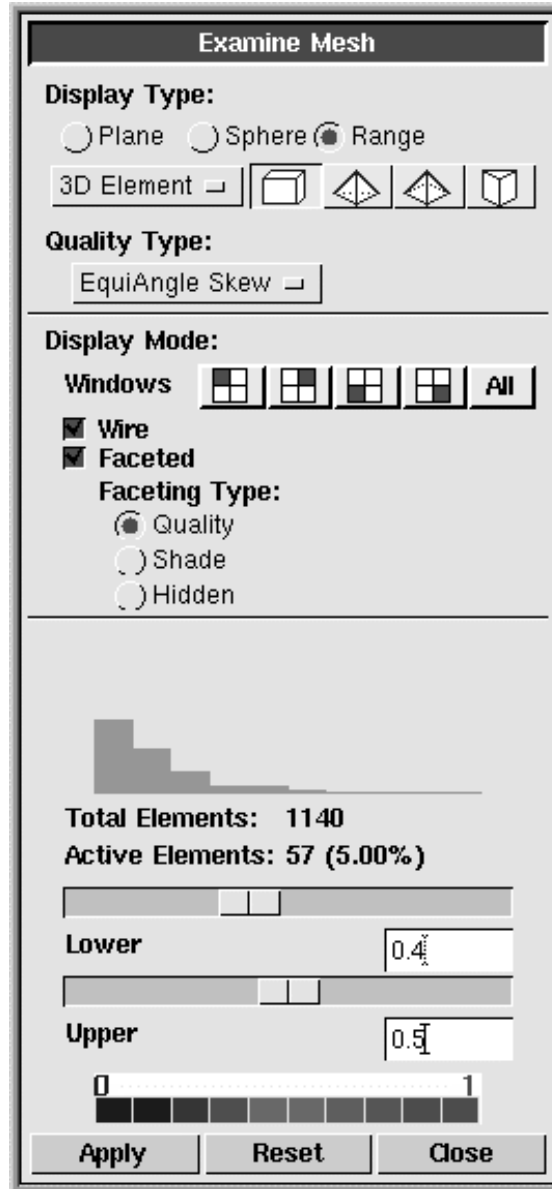 Examine Mesh
Display Type:
Plane Sphere Range
3D Element
Quality Type:
EquiAngle Skew
Display Mode:
Windows All
Wire
Faceted
Faceting Type:
Quality
Shade
Hidden
Total Elements: 1140
Active Elements: 57 (5.00%)
Lower 0.4
Upper 0.5
0 1
Apply Reset Close